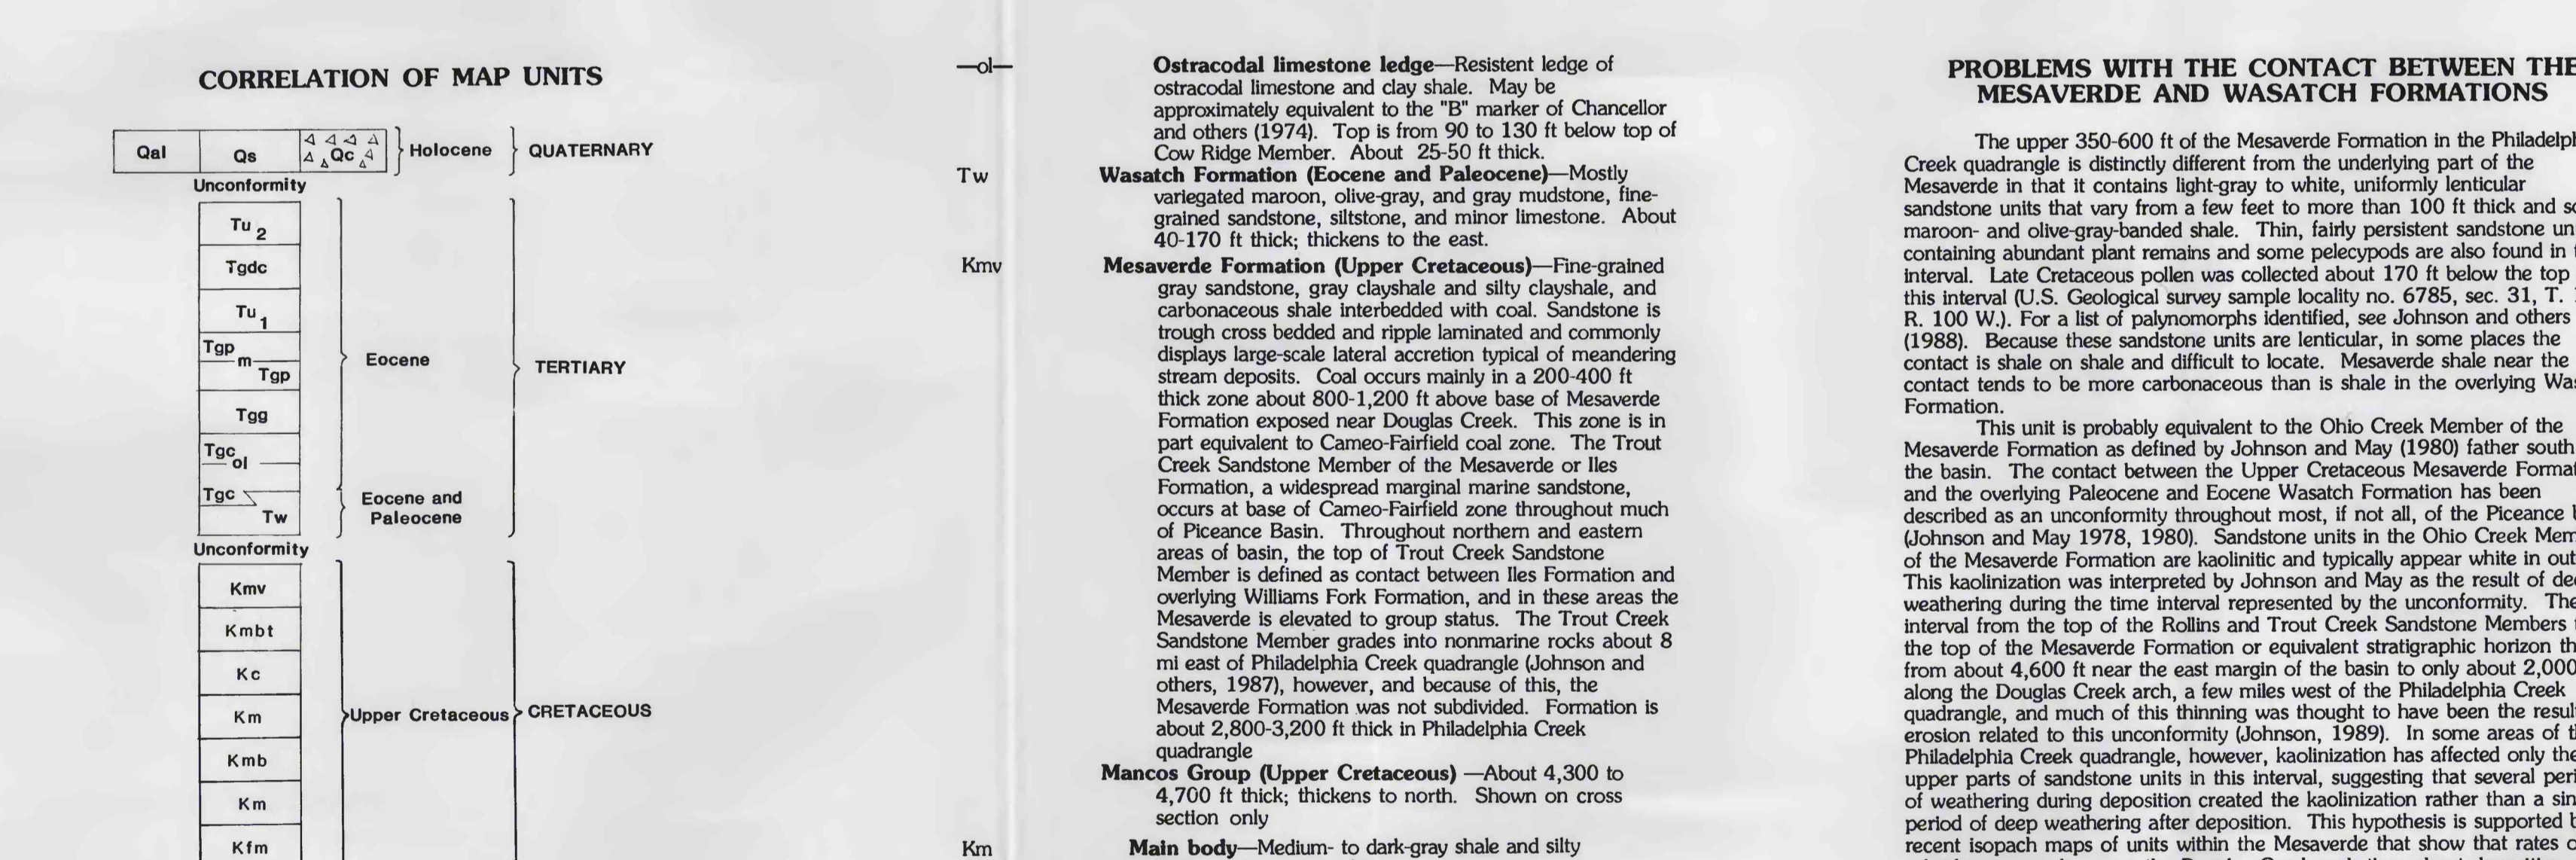 CORRELATION OF MAP UNITS
Qal
Qs
Qc
Holocene
QUATERNARY
Unconformity
Tu 2
Tgdc
Tu 1
Tgp
m
Tgp
Tgg
Tgc
ol
Tgc
Tw
Eocene
Eocene and
Paleocene
TERTIARY
Unconformity
Kmv
Kmbt
Kc
Km
Kmb
Km
Kfm
Upper Cretaceous
CRETACEOUS
—ol—
Ostracodal limestone ledge—Resistent ledge of
ostracodal limestone and clay shale. May be
approximately equivalent to the "B" marker of Chancellor
and others (1974). Top is from 90 to 130 ft below top of
Cow Ridge Member. About 25-50 ft thick.
Tw
Wasatch Formation (Eocene and Paleocene)—Mostly
variegated maroon, olive-gray, and gray mudstone, fine-
grained sandstone, siltstone, and minor limestone. About
40-170 ft thick; thickens to the east.
Kmv
Mesaverde Formation (Upper Cretaceous)—Fine-grained
gray sandstone, gray clayshale and silty clayshale, and
carbonaceous shale interbedded with coal. Sandstone is
trough cross bedded and ripple laminated and commonly
displays large-scale lateral accretion typical of meandering
stream deposits. Coal occurs mainly in a 200-400 ft
thick zone about 800-1,200 ft above base of Mesaverde
Formation exposed near Douglas Creek. This zone is in
part equivalent to Cameo-Fairfield coal zone. The Trout
Creek Sandstone Member of the Mesaverde or Iles
Formation, a widespread marginal marine sandstone,
occurs at base of Cameo-Fairfield zone throughout much
of Piceance Basin. Throughout northern and eastern
areas of basin, the top of Trout Creek Sandstone
Member is defined as contact between Iles Formation and
overlying Williams Fork Formation, and in these areas the
Mesaverde is elevated to group status. The Trout Creek
Sandstone Member grades into nonmarine rocks about 8
mi east of Philadelphia Creek quadrangle (Johnson and
others, 1987), however, and because of this, the
Mesaverde Formation was not subdivided. Formation is
about 2,800-3,200 ft thick in Philadelphia Creek
quadrangle
Mancos Group (Upper Cretaceous) —About 4,300 to
4,700 ft thick; thickens to north. Shown on cross
section only
Km
Main body—Medium- to dark-gray shale and silty
PROBLEMS WITH THE CONTACT BETWEEN THE
MESAVERDE AND WASATCH FORMATIONS
The upper 350-600 ft of the Mesaverde Formation in the Philadelph
Creek quadrangle is distinctly different from the underlying part of the
Mesaverde in that it contains light-gray to white, uniformly lenticular
sandstone units that vary from a few feet to more than 100 ft thick and
maroon- and olive-gray-banded shale. Thin, fairly persistent sandstone un
containing abundant plant remains and some pelecypods are also found in
interval. Late Cretaceous pollen was collected about 170 ft below the top
this interval (U.S. Geological survey sample locality no. 6785, sec. 31, T.
R. 100 W.). For a list of palynomorphs identified, see Johnson and others
(1988). Because these sandstone units are lenticular, in some places the
contact is shale on shale and difficult to locate. Mesaverde shale near the
contact tends to be more carbonaceous than is shale in the overlying Was
Formation.
This unit is probably equivalent to the Ohio Creek Member of the
Mesaverde Formation as defined by Johnson and May (1980) father south
the basin. The contact between the Upper Cretaceous Mesaverde Format
and the overlying Paleocene and Eocene Wasatch Formation has been
described as an unconformity throughout most, if not all, of the Piceance
(Johnson and May 1978, 1980). Sandstone units in the Ohio Creek Mem
of the Mesaverde Formation are kaolinitic and typically appear white in out
This kaolinization was interpreted by Johnson and May as the result of de
weathering during the time interval represented by the unconformity. The
interval from the top of the Rollins and Trout Creek Sandstone Members
the top of the Mesaverde Formation or equivalent stratigraphic horizon th
from about 4,600 ft near the east margin of the basin to only about 2,000
along the Douglas Creek arch, a few miles west of the Philadelphia Creek
quadrangle, and much of this thinning was thought to have been the resul
erosion related to this unconformity (Johnson, 1989). In some areas of th
Philadelphia Creek quadrangle, however, kaolinization has affected only the
upper parts of sandstone units in this interval, suggesting that several peri
of weathering during deposition created the kaolinization rather than a sin
period of deep weathering after deposition. This hypothesis is supported b
recent isopach maps of units within the Mesaverde that show that rates o